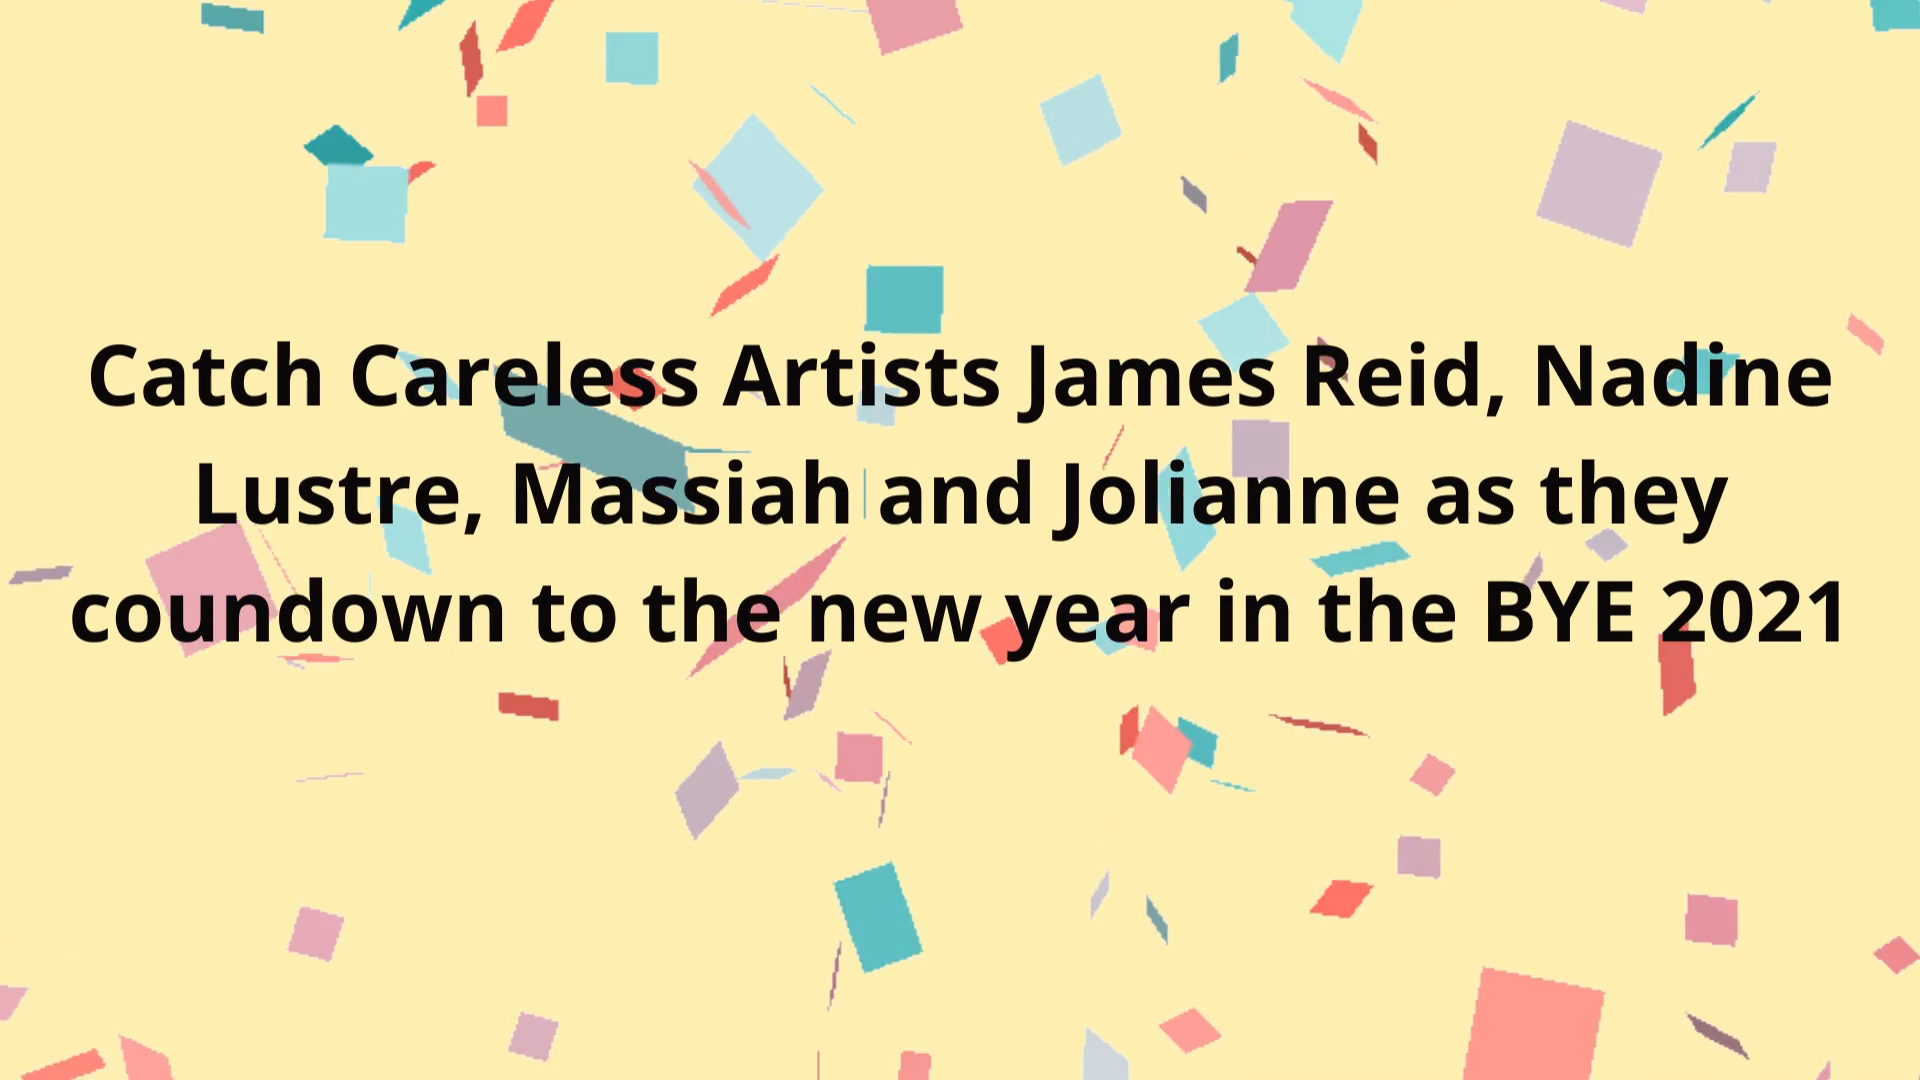 Catch Careless Artists James Reid, Nadine
Lustre, Massiah and Jolianne as they
coundown to the new year in the BYE 2021